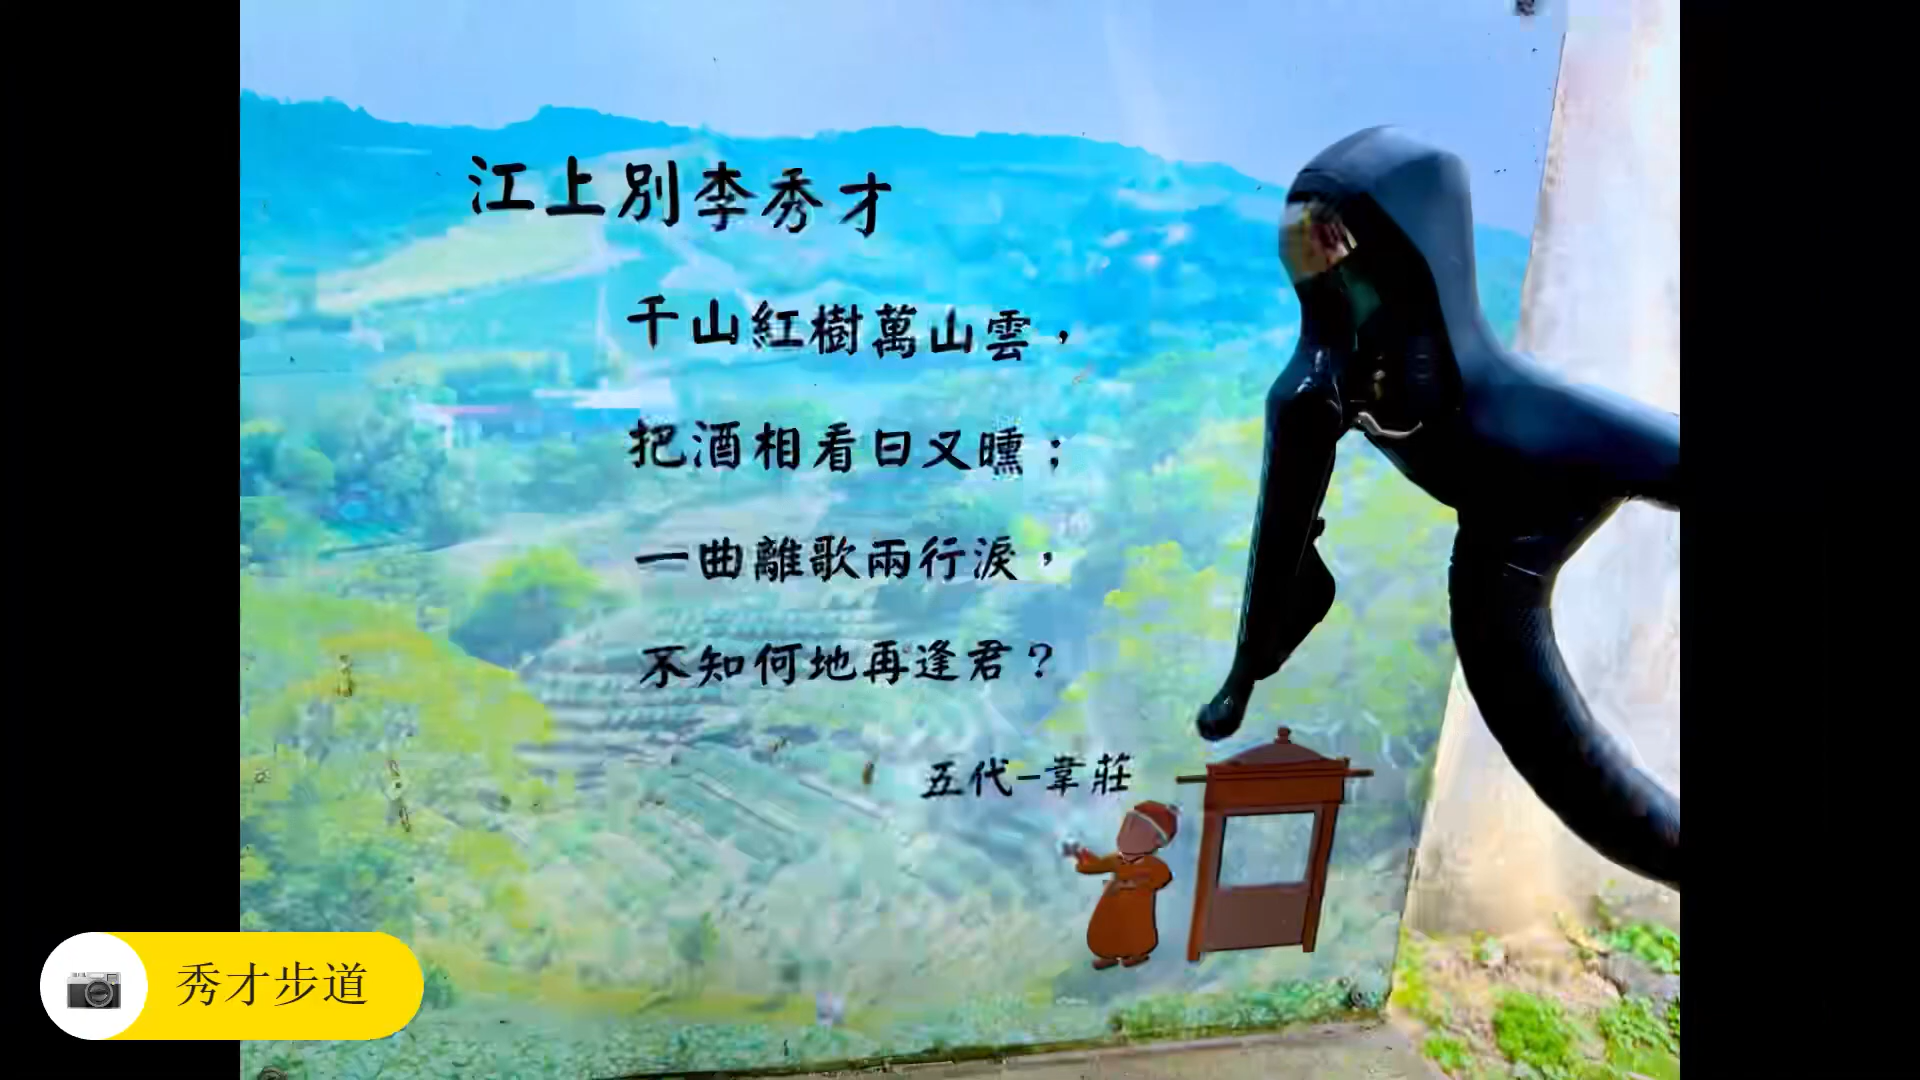 江上別李秀才
千山紅樹萬山雲，
把酒相看日又曛；
一曲離歌兩行淚，
不知何地再逢君？
五代-韋莊
秀才步道